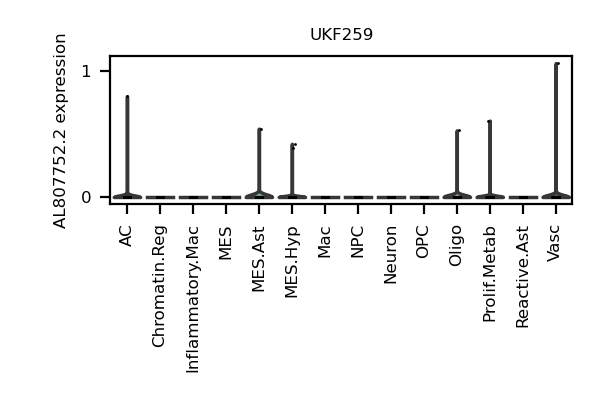 UKF259
AL807752.2 expression
1
0
AC
Chromatin.Reg
Inflammatory.Mac
MES
MES.Ast
MES.Hyp
Mac
NPC
Neuron
OPC
Oligo
Prolif.Metab
Reactive.Ast
Vasc